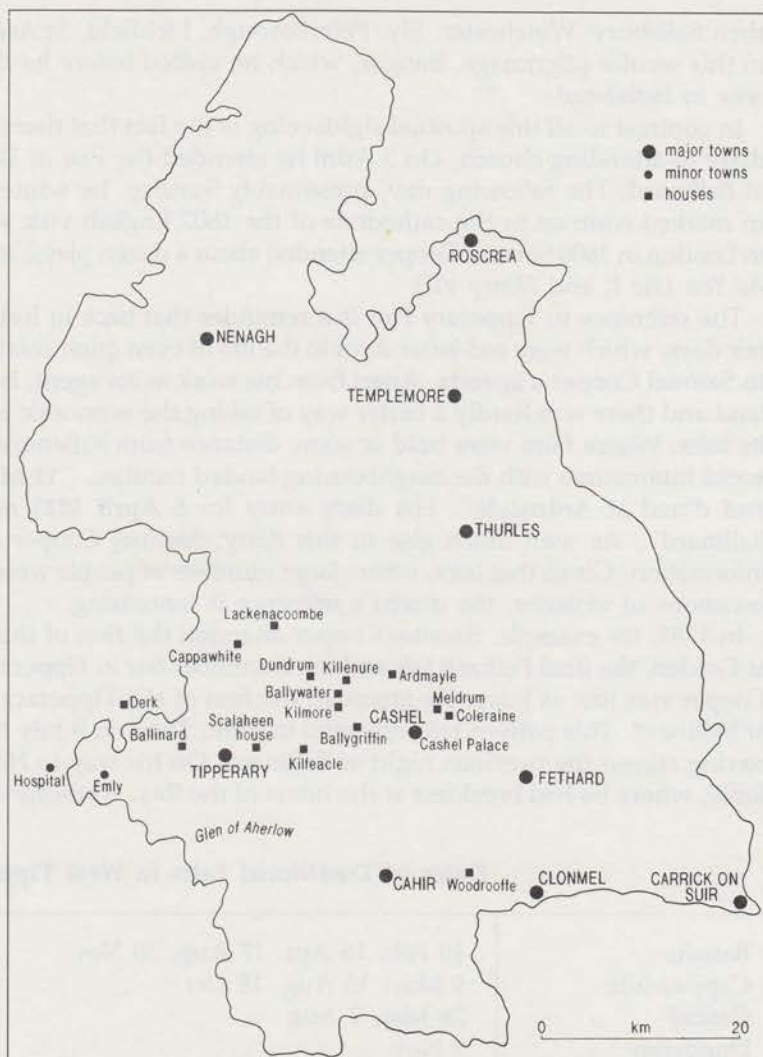 major towns
minor towns
houses
ROSCREA
NENAGH
TEMPLEMORE
THURLES
Lackenacoombe
Cappawhite
Dundrum
Killenure
Ardmayle
Ballywater
Derk
Kilmore
Meldrum
Coleraine
Scalaheen
house
CASHEL
Ballinard
Ballygriffin
Cashel Palace
TIPPERARY
Kilfeacle
Hospital
Emly
FETHARD
Glen of Aherlow
CAHIR
Woodrooffe
CLONMEL
CARRICK ON
SUIR
0 20
km